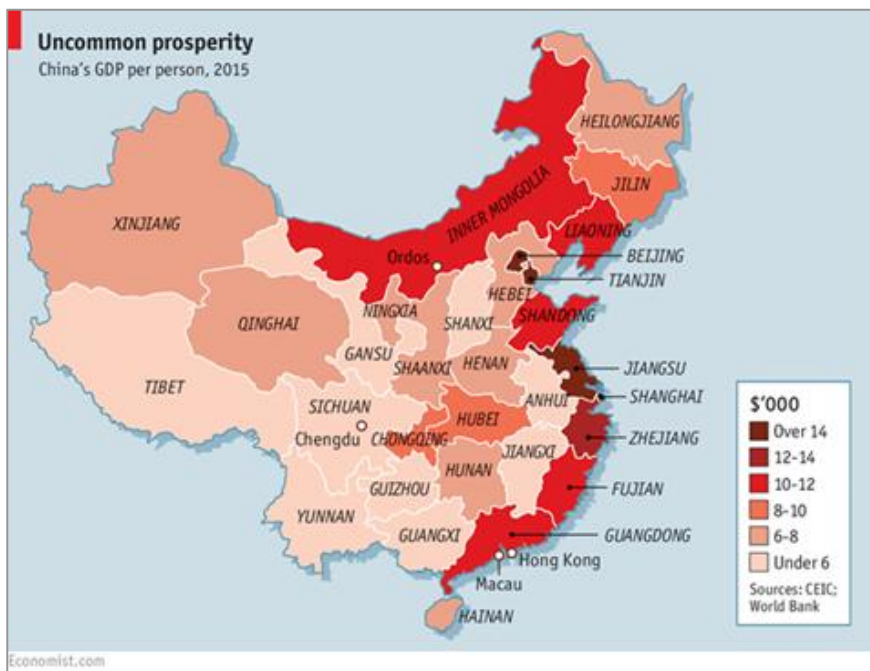 Uncommon prosperity
China's GDP per person, 2015
HEILONGJIANG
JILIN
INNER MONGOLIA
LIAONING
XINJIANG
Ordos
BEIJING
TIANJIN
HEBEI
NINGXIA
SHANXI
SHANDONG
QINGHAI
GANSU
SHAANXI
HENAN
JIANGSU
TIBET
SICHUAN
ANHUI
SHANGHAI
Chengdu
CHONGQING
HUBEI
ZHEJIANG
JIANGXI
HUNAN
GUIZHOU
FUJIAN
YUNNAN
GUANGXI
GUANGDONG
Hong Kong
Macau
HAINAN
$'000
Over 14
12-14
10-12
8-10
6-8
Under 6
Sources: CEIC;
World Bank
Economist.com